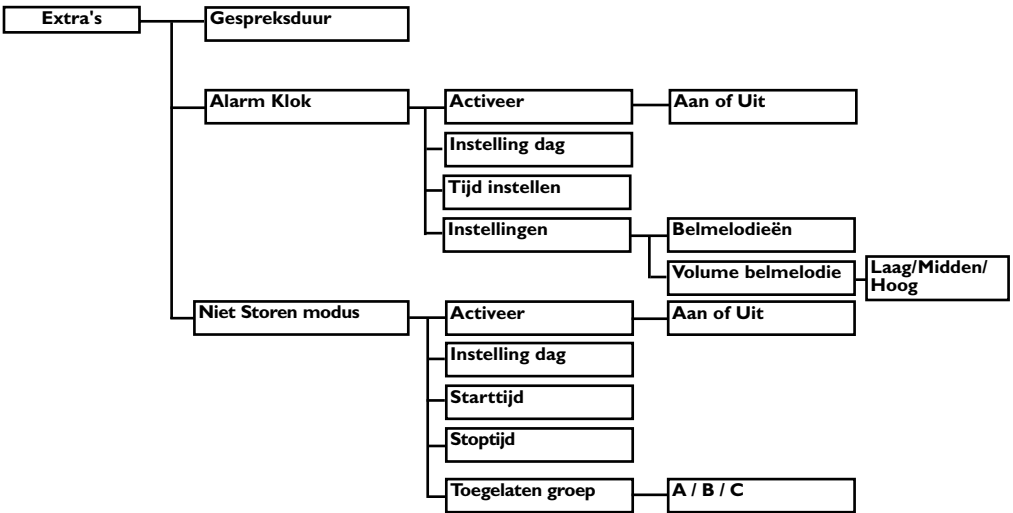 Extra's
Gespreksduur
Alarm Klok
Activeer
Aan of Uit
Instelling dag
Tijd instellen
Instellingen
Belmelodieën
Volume belmelodie
Laag/Midden/
Hoog
Niet Storen modus
Activeer
Aan of Uit
Instelling dag
Starttijd
Stoptijd
Toegelaten groep
A / B / C